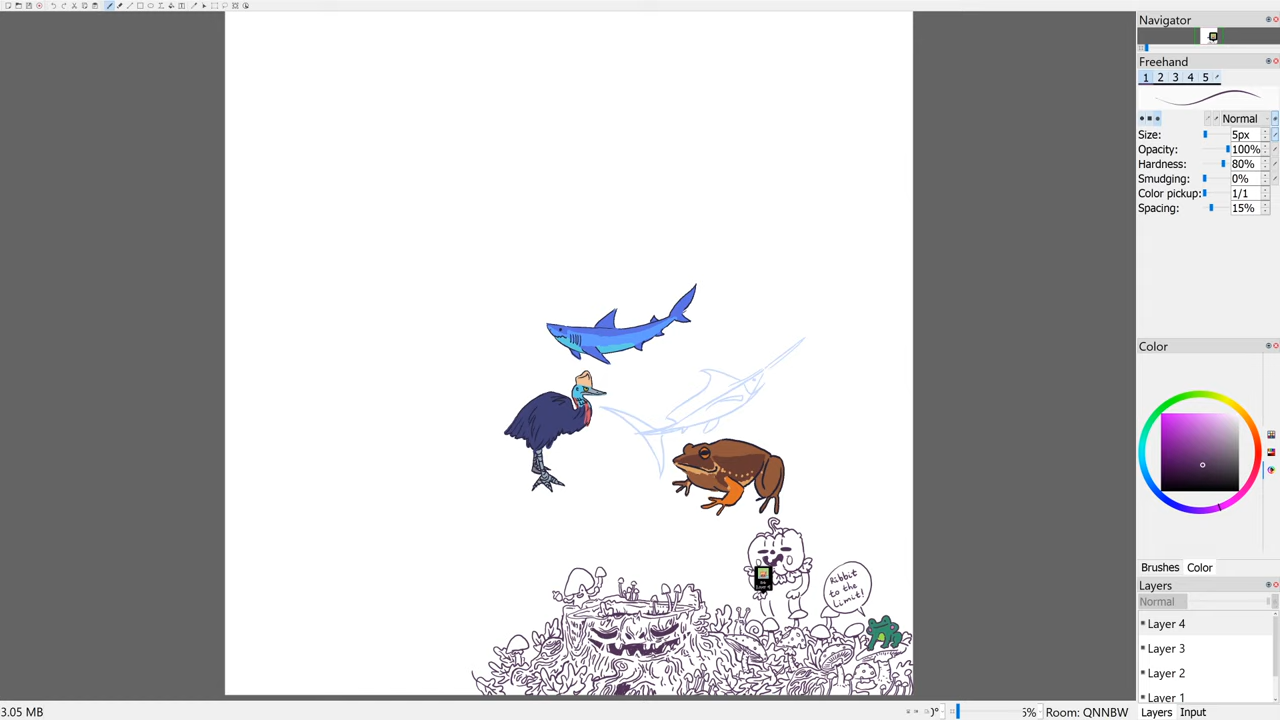 Navigator
Freehand
1 2 3 4 5
Normal
Size: 5px
Opacity: 100%
Hardness: 80%
Smudging: 0%
Color pickup: 1/1
Spacing: 15%
Color
Brushes Color
Layers
Normal
Layer 4
Layer 3
Layer 2
Layer 1
Layers Input
Ribbit
to the
Limit!
3.05 MB
Room: QNNBW